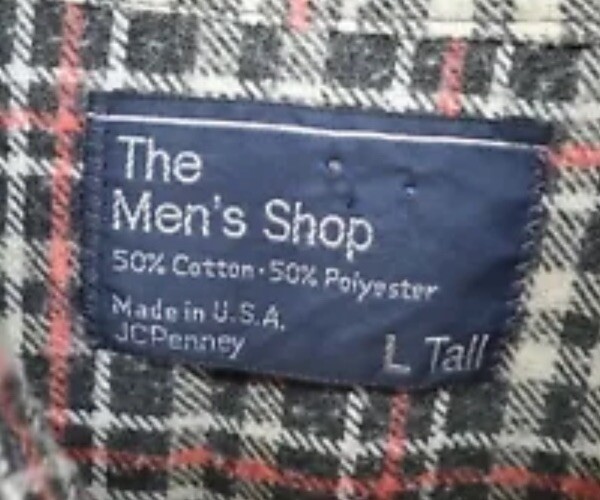 The
Men's Shop
50% Cotton·50% Polyester
Made in U.S.A.
JCPenney
L Tall